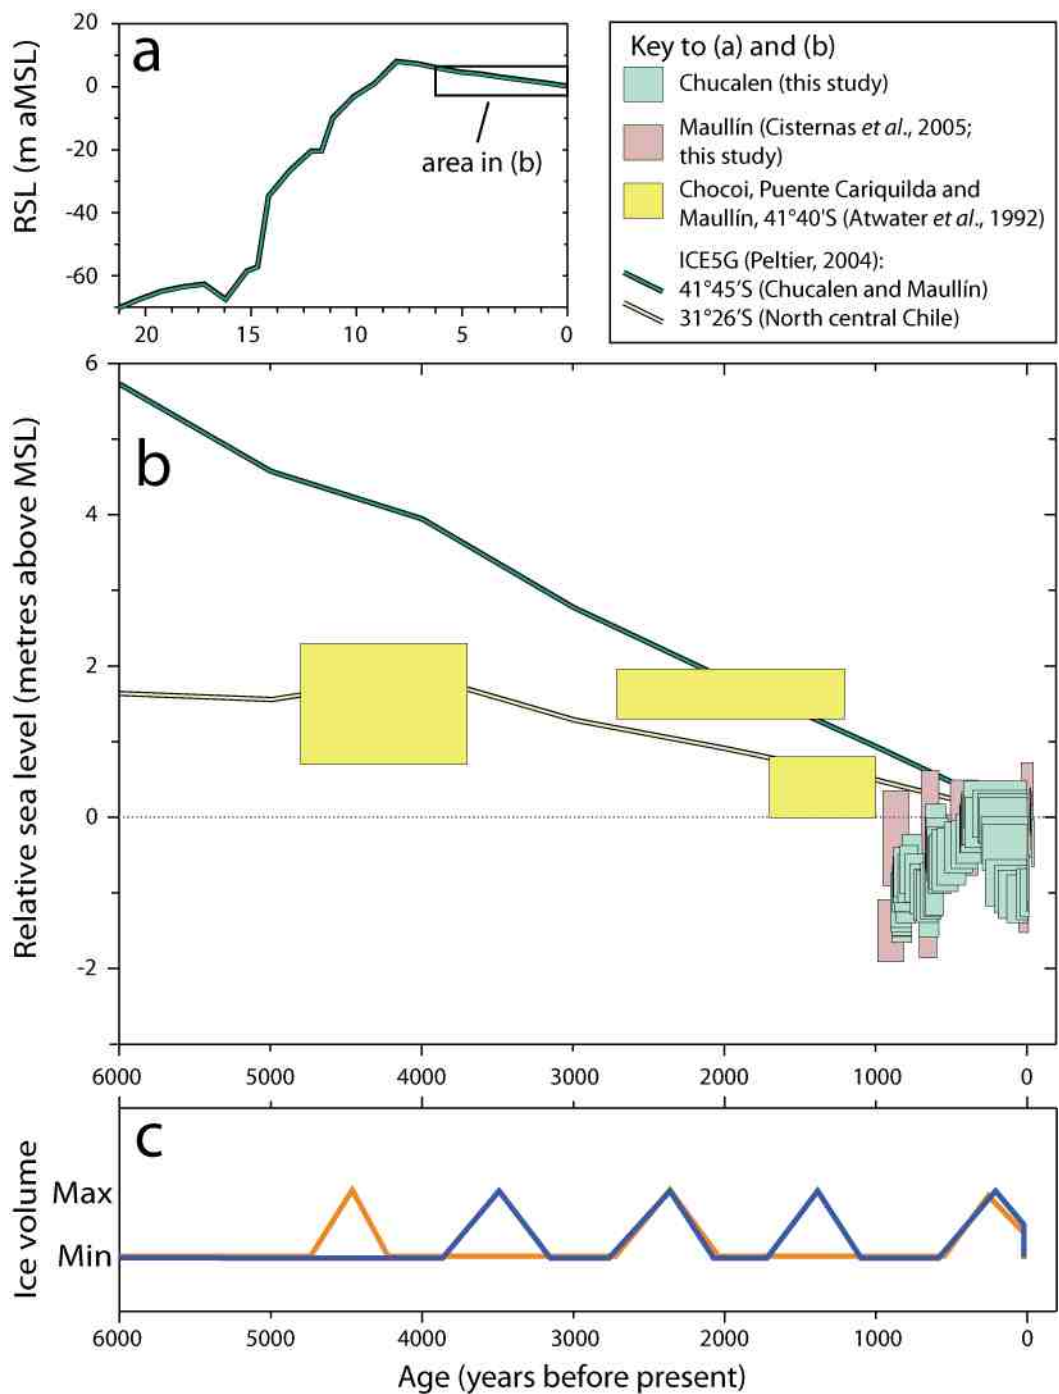 a
RSL (m aMSL)
20
0
-20
-40
-60
area in (b)
20
15
10
5
0
Key to (a) and (b)
Chucalen (this study)
Maullín (Cisternas et al., 2005;
this study)
Chocoi, Puente Cariquilda and
Maullín, 41°40'S (Atwater et al., 1992)
ICE5G (Peltier, 2004):
41°45'S (Chucalen and Maullín)
31°26'S (North central Chile)
b
Relative sea level (metres above MSL)
6
4
2
0
-2
6000
5000
4000
3000
2000
1000
0
c
Ice volume
Max
Min
6000
5000
4000
3000
2000
1000
0
Age (years before present)